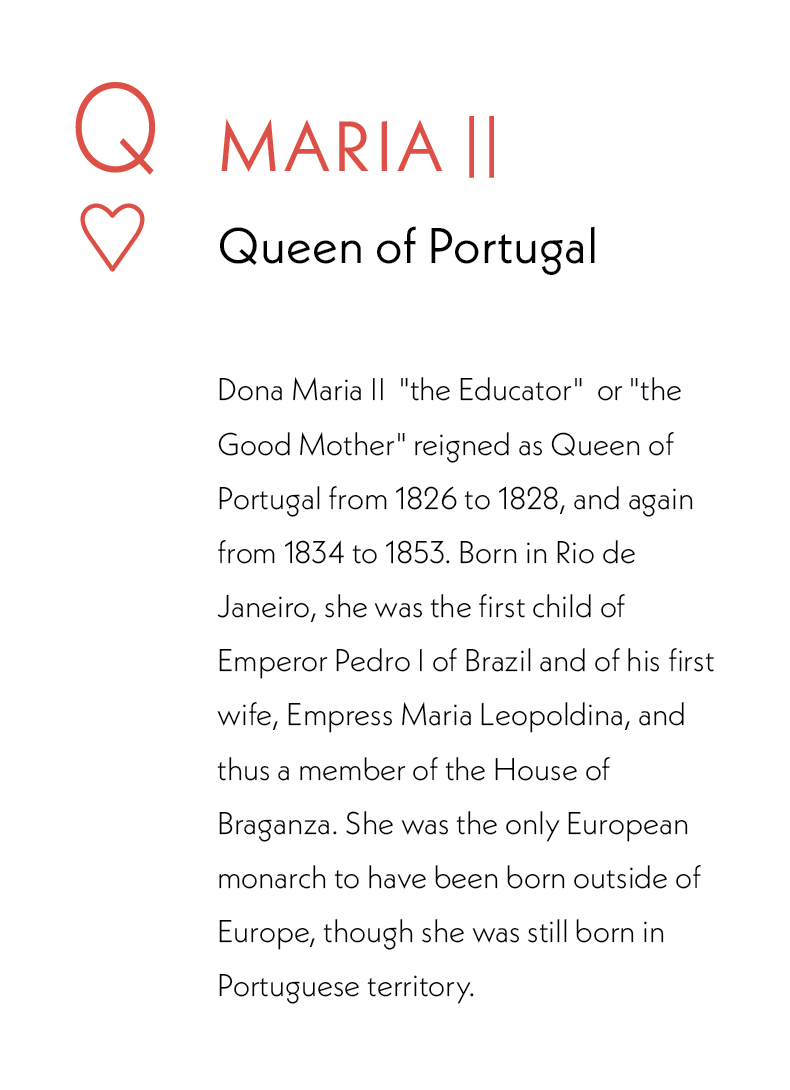 Q
MARIA II
♡
Queen of Portugal
Dona Maria II "the Educator" or "the
Good Mother" reigned as Queen of
Portugal from 1826 to 1828, and again
from 1834 to 1853. Born in Rio de
Janeiro, she was the first child of
Emperor Pedro I of Brazil and of his first
wife, Empress Maria Leopoldina, and
thus a member of the House of
Braganza. She was the only European
monarch to have been born outside of
Europe, though she was still born in
Portuguese territory.